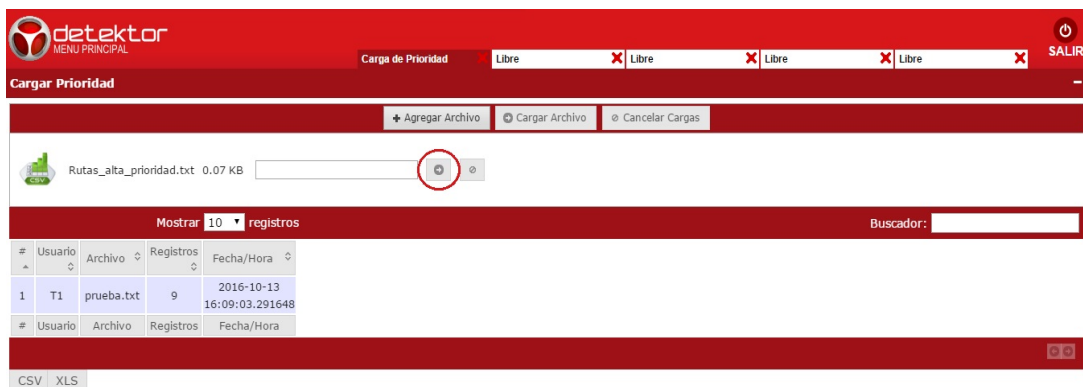 detektor
MENU PRINCIPAL
SALIR
Carga de Prioridad Libre Libre Libre Libre
Cargar Prioridad
Agregar Archivo Cargar Archivo Cancelar Cargas
CSV
Rutas_alta_prioridad.txt 0.07 KB
Mostrar 10 registros Buscador:
# Usuario Archivo Registros Fecha/Hora
1 T1 prueba.txt 9 2016-10-13 16:09:03.291648
# Usuario Archivo Registros Fecha/Hora
CSV XLS